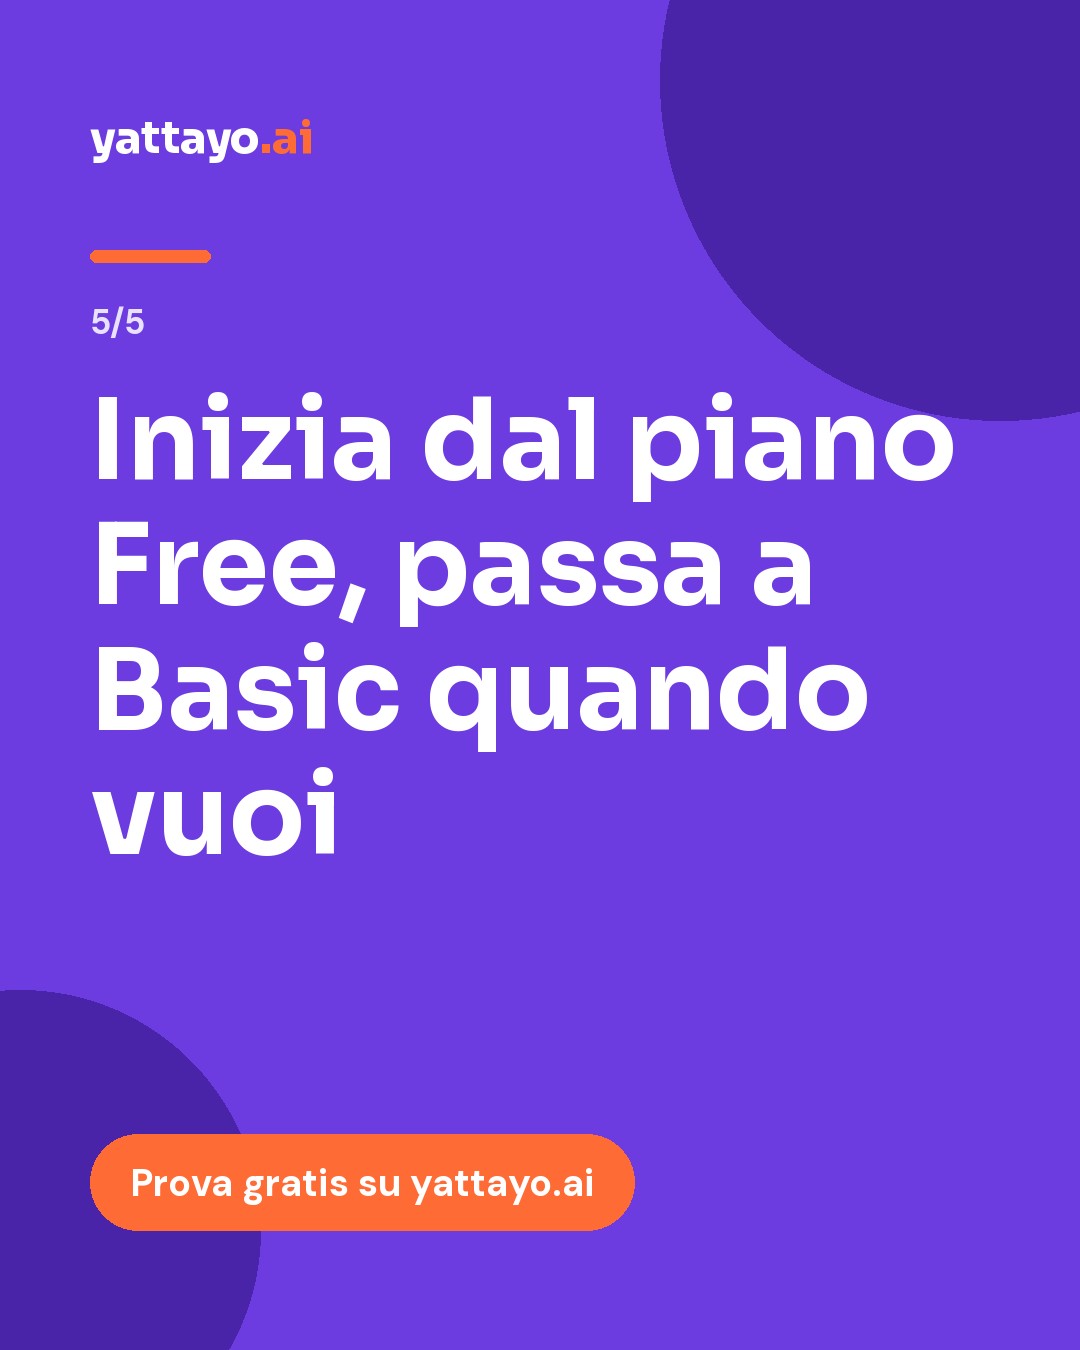 yattayo.ai
5/5
Inizia dal piano
Free, passa a
Basic quando
vuoi
Prova gratis su yattayo.ai